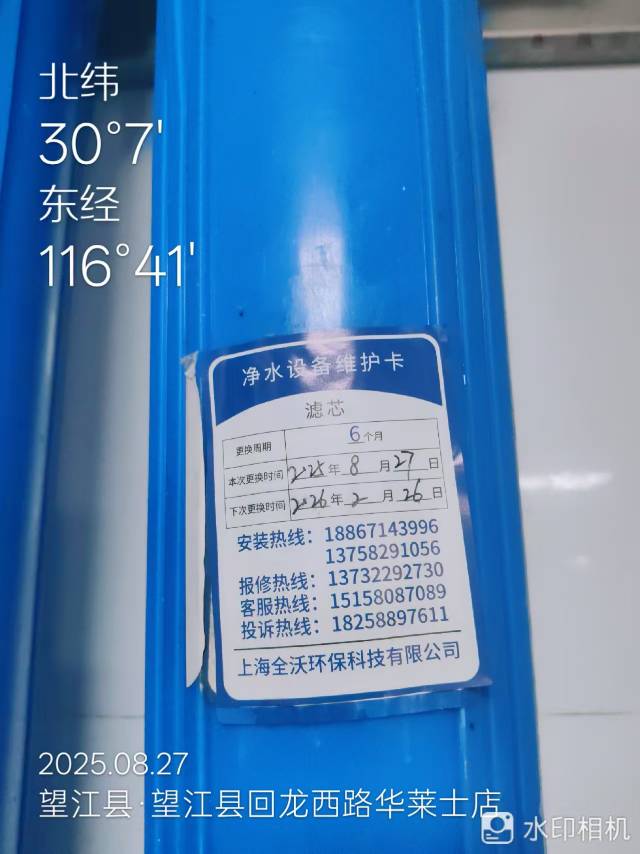 北纬
30°7'
东经
116°41'
净水设备维护卡
滤芯
更换周期 6个月
本次更换时间 2025年 8 月 27 日
下次更换时间 2026年 2 月 26 日
安装热线：18867143996
13758291056
报修热线：13732292730
客服热线：15158087089
投诉热线：18258897611
上海全沃环保科技有限公司
2025.08.27
望江县·望江县回龙西路华莱士店
水印相机